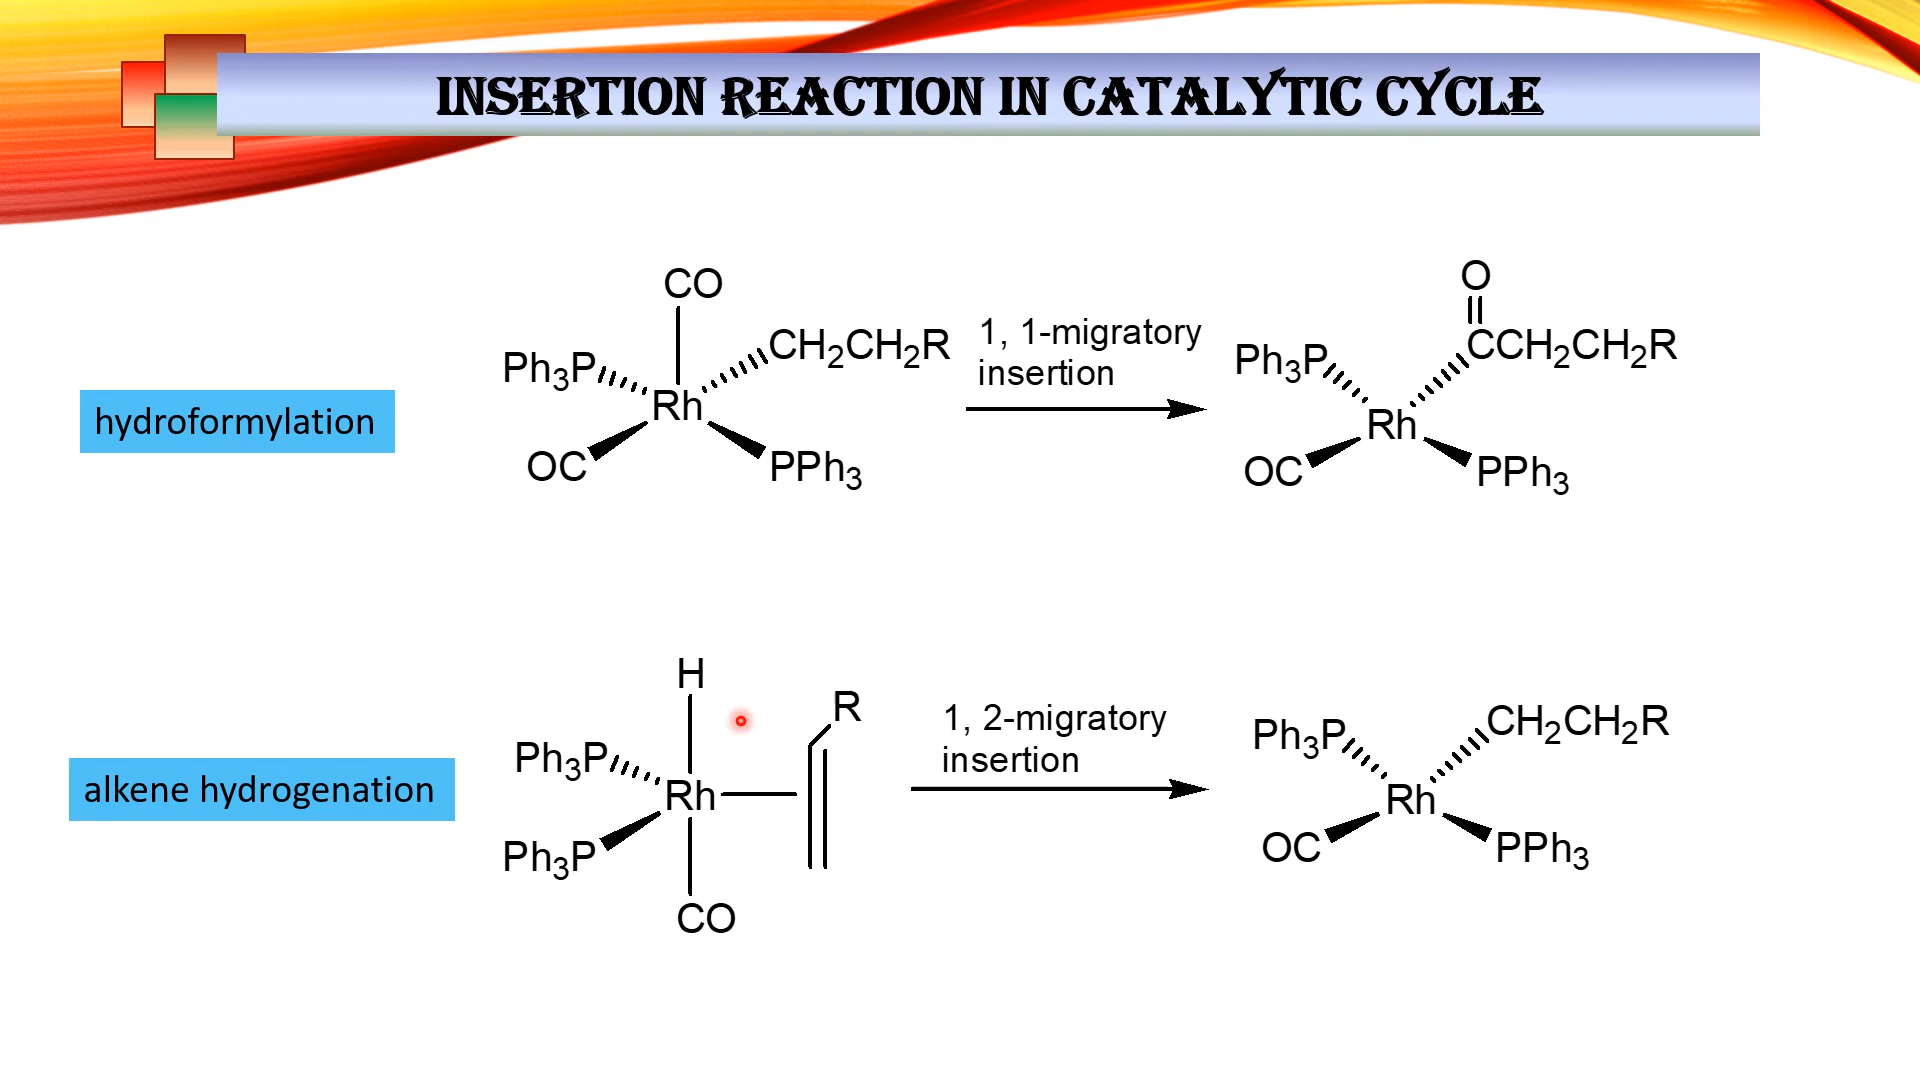 INSERTION REACTION IN CATALYTIC CYCLE
hydroformylation
CO
Ph₃P
Rh
CH₂CH₂R
OC
PPh₃
1, 1-migratory
insertion
O
Ph₃P
CCH₂CH₂R
Rh
OC
PPh₃
alkene hydrogenation
H
R
Ph₃P
Rh
Ph₃P
CO
1, 2-migratory
insertion
Ph₃P
CH₂CH₂R
Rh
OC
PPh₃